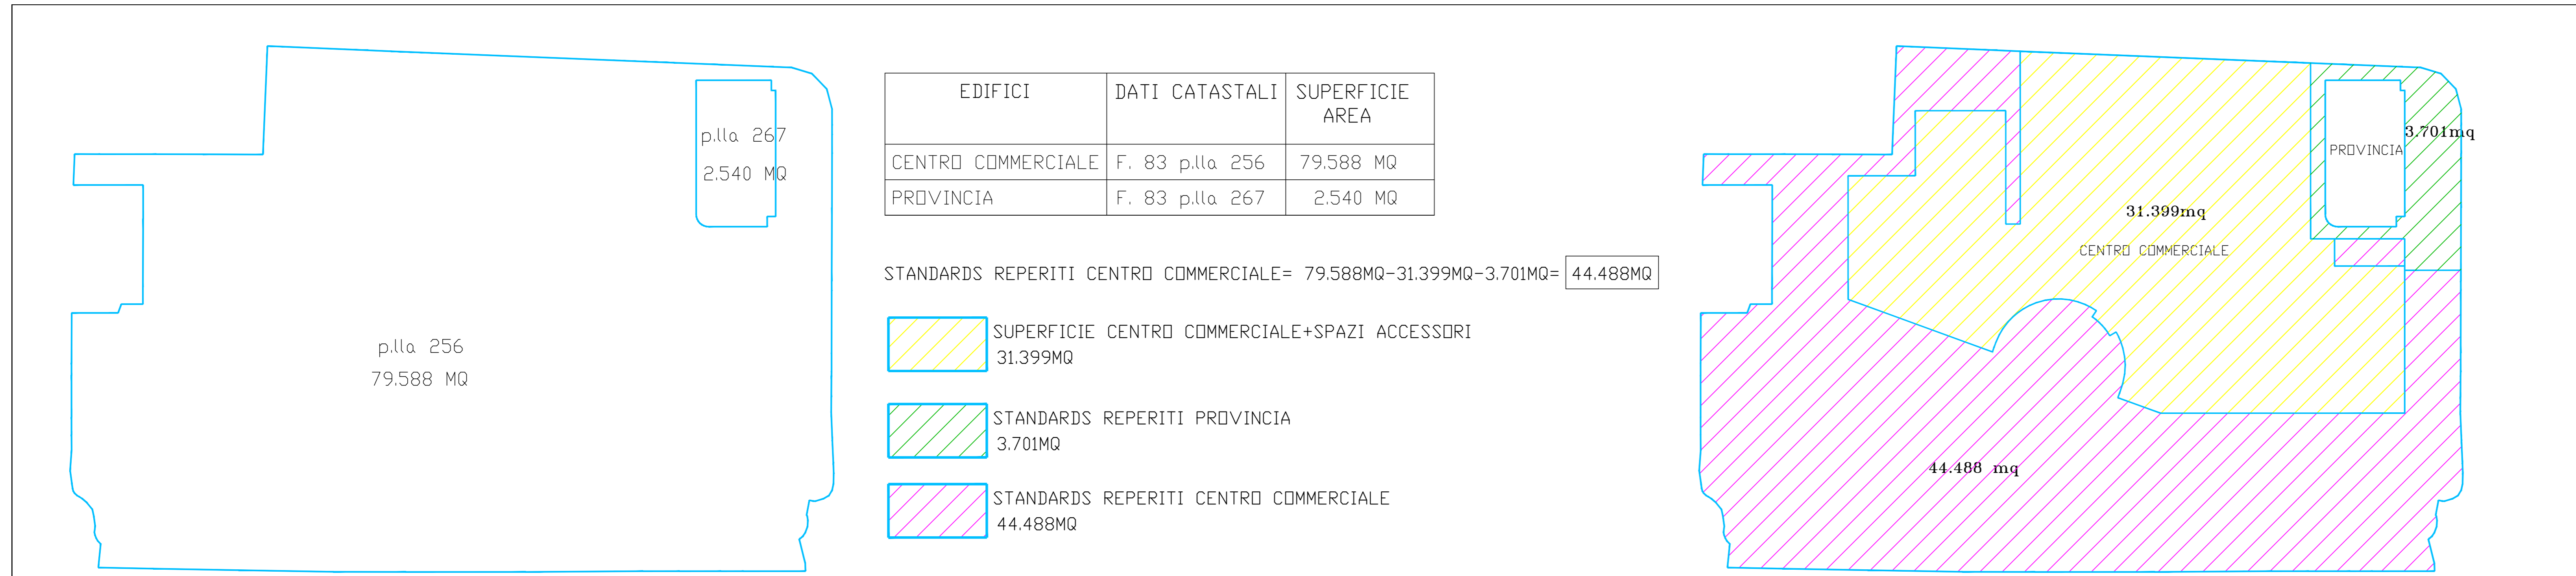 p.lla 267
2.540 MQ
p.lla 256
79.588 MQ
EDIFICI DATI CATASTALI SUPERFICIE
AREA
CENTRO COMMERCIALE F. 83 p.lla 256 79.588 MQ
PROVINCIA F. 83 p.lla 267 2.540 MQ
STANDARDS REPERITI CENTRO COMMERCIALE= 79.588MQ-31.399MQ-3.701MQ= 44.488MQ
SUPERFICIE CENTRO COMMERCIALE+SPAZI ACCESSORI
31.399MQ
STANDARDS REPERITI PROVINCIA
3.701MQ
STANDARDS REPERITI CENTRO COMMERCIALE
44.488MQ
3.701mq
PROVINCIA
31.399mq
CENTRO COMMERCIALE
44.488 mq